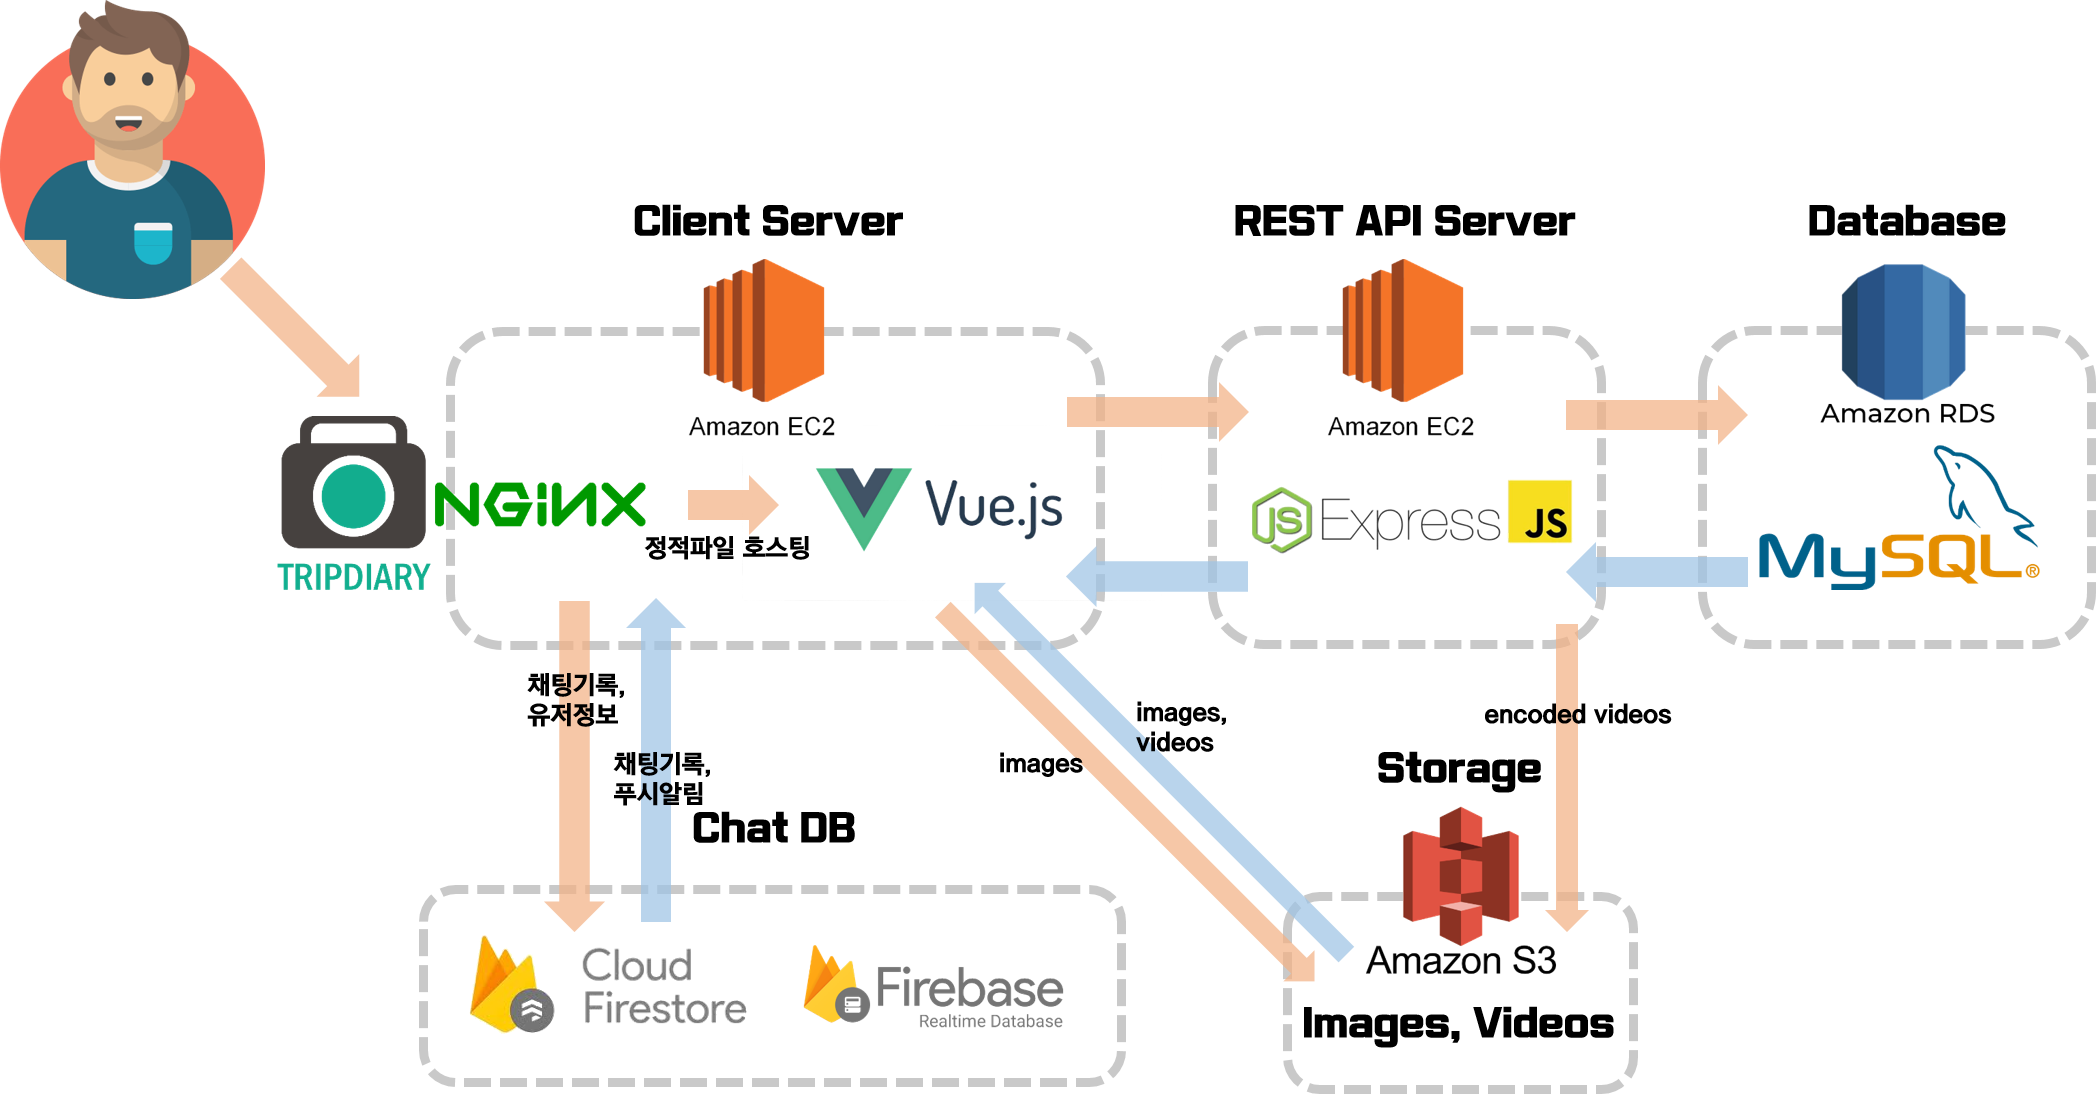 Client Server
REST API Server
Database
Amazon EC2
Amazon EC2
Amazon RDS
TRIPDIARY
NGiNX
정적파일 호스팅
Vue.js
JS Express JS
MySQL®
채팅기록,
유저정보
채팅기록,
푸시알림
images
images,
videos
encoded videos
Chat DB
Storage
Cloud
Firestore
Firebase
Realtime Database
Amazon S3
Images, Videos